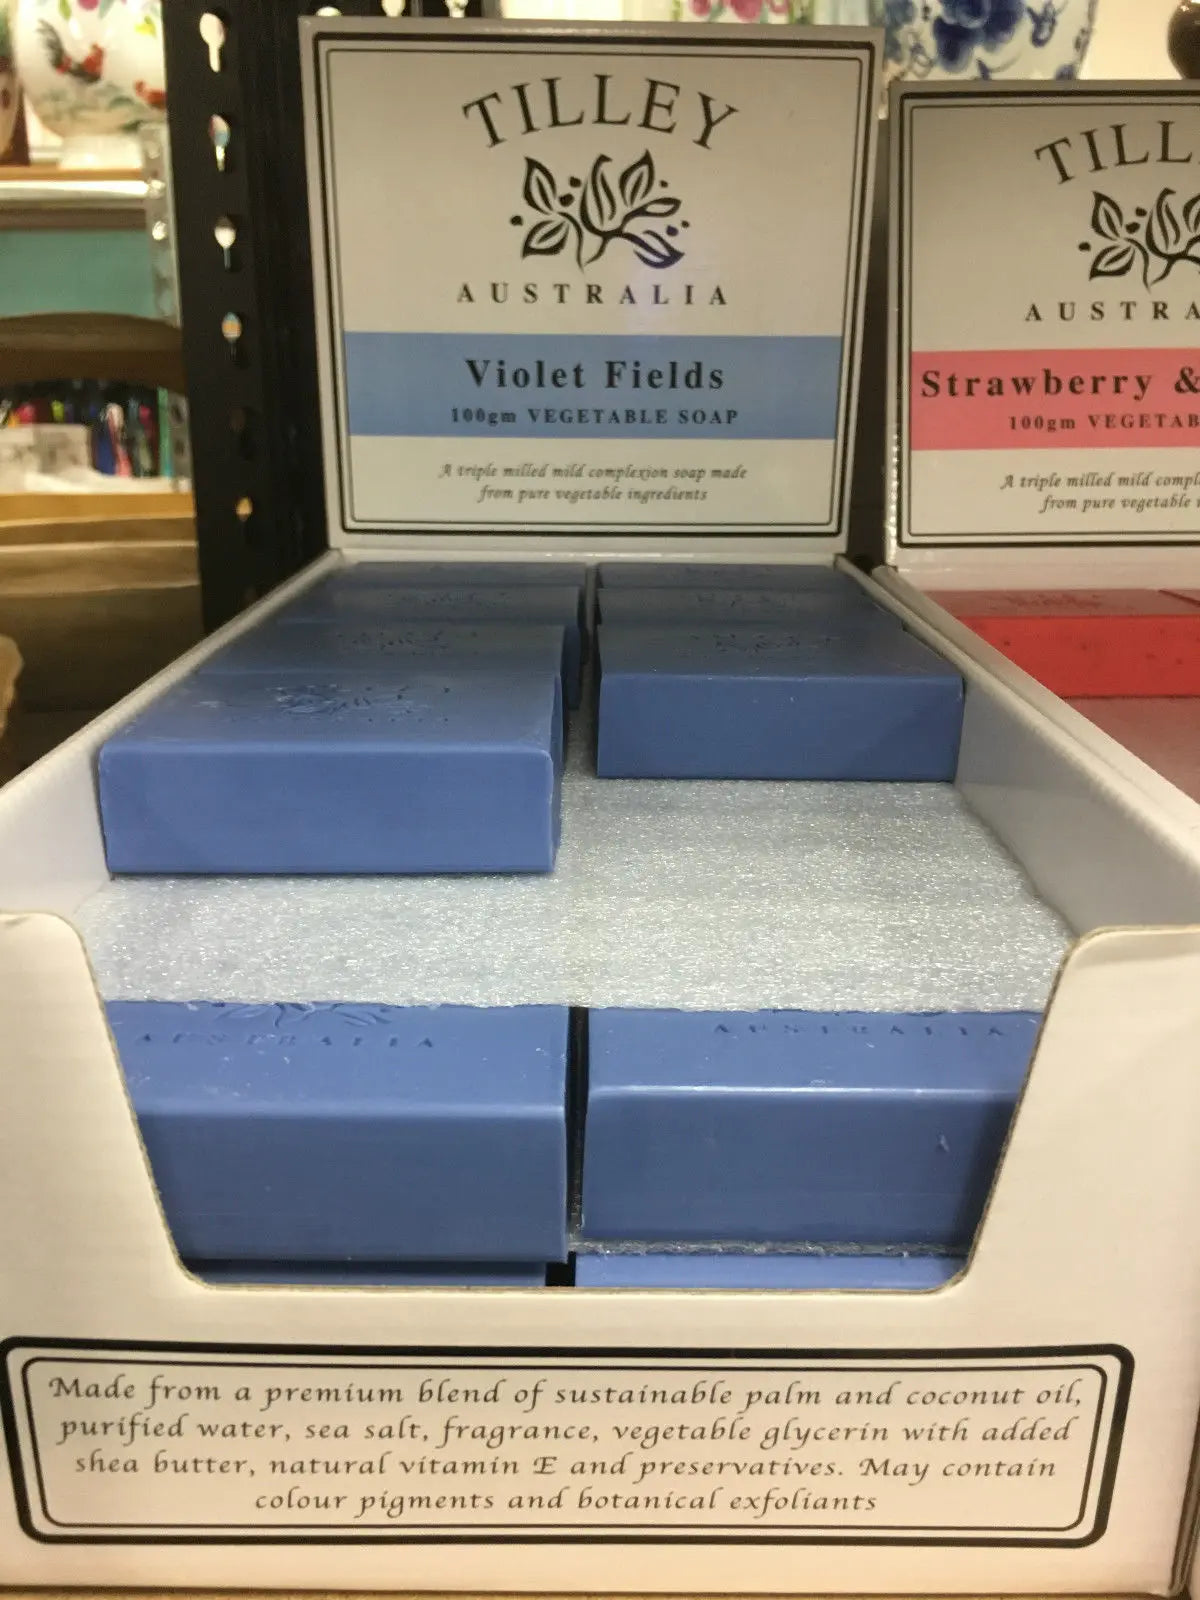 TILLEY
AUSTRALIA
Violet Fields
100gm VEGETABLE SOAP
A triple milled mild complexion soap made
from pure vegetable ingredients
TILL
AUSTRA
Strawberry &
100gm VEGETAB
A triple milled mild compl
from pure vegetable
AUSTRALIA
AUSTRALIA
Made from a premium blend of sustainable palm and coconut oil,
purified water, sea salt, fragrance, vegetable glycerin with added
shea butter, natural vitamin E and preservatives. May contain
colour pigments and botanical exfoliants